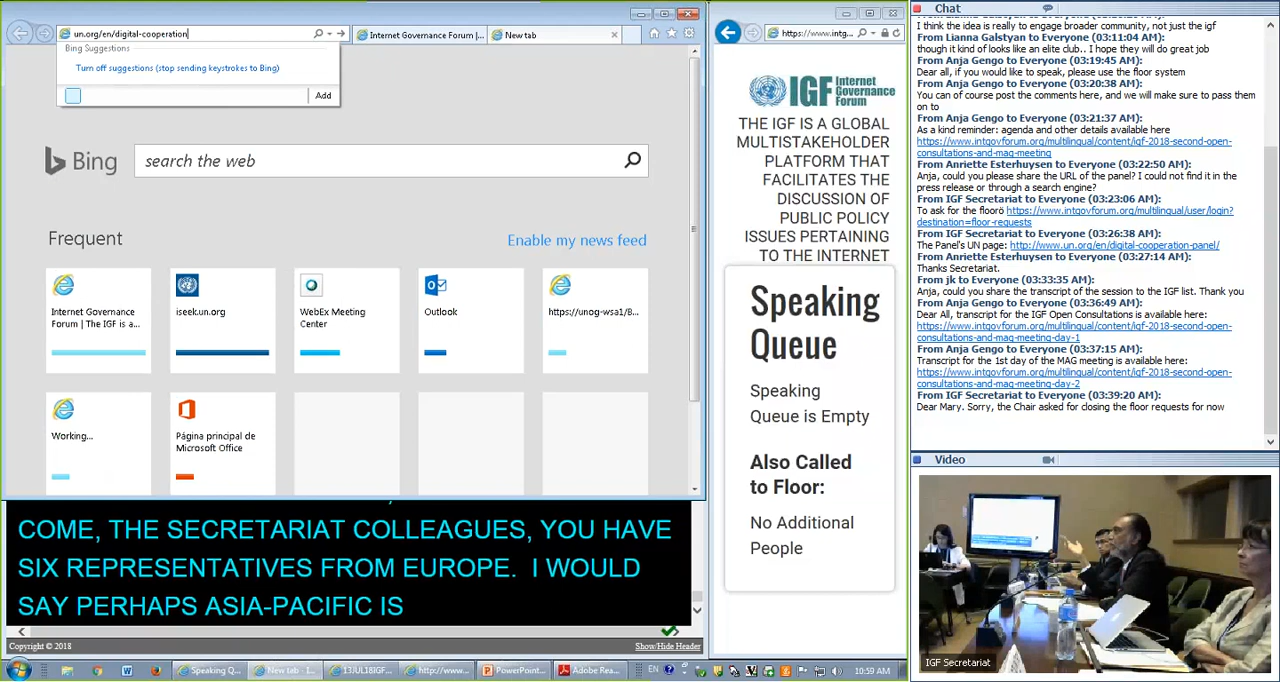 un.org/en/digital-cooperation
Internet Governance Forum |...
New tab
Bing Suggestions
Turn off suggestions (stop sending keystrokes to Bing)
Add
Bing
search the web
Frequent
Enable my news feed
Internet Governance
Forum | The IGF is a...
iseek.un.org
WebEx Meeting
Center
Outlook
https://unog-wsa1/8...
Working...
Página principal de
Microsoft Office
COME, THE SECRETARIAT COLLEAGUES, YOU HAVE
SIX REPRESENTATIVES FROM EUROPE.  I WOULD
SAY PERHAPS ASIA-PACIFIC IS
Copyright © 2018
Show/Hide Header
https://www.intg...
IGF Internet
Governance
Forum
THE IGF IS A GLOBAL
MULTISTAKEHOLDER
PLATFORM THAT
FACILITATES THE
DISCUSSION OF
PUBLIC POLICY
ISSUES PERTAINING
TO THE INTERNET
Speaking
Queue
Speaking
Queue is Empty
Also Called
to Floor:
No Additional
People
Chat
I think the idea is really to engage broader community, not just the igf
From Lianna Galstyan to Everyone (03:11:04 AM):
though it kind of looks like an elite club.. I hope they will do great job
From Anja Gengo to Everyone (03:19:45 AM):
Dear all, if you would like to speak, please use the floor system
From Anja Gengo to Everyone (03:20:38 AM):
You can of course post the comments here, and we will make sure to pass them
on to
From Anja Gengo to Everyone (03:21:37 AM):
As a kind reminder: agenda and other details available here
https://www.intgovforum.org/multilingual/content/igf-2018-second-open-
consultations-and-mag-meeting
From Anriette Esterhuysen to Everyone (03:22:50 AM):
Anja, could you please share the URL of the panel? I could not find it in the
press release or through a search engine?
From IGF Secretariat to Everyone (03:23:06 AM):
To ask for the floorö https://www.intgovforum.org/multilingual/user/login?
destination=floor-requests
From IGF Secretariat to Everyone (03:26:38 AM):
The Panel's UN page: http://www.un.org/en/digital-cooperation-panel/
From Anriette Esterhuysen to Everyone (03:27:14 AM):
Thanks Secretariat.
From jk to Everyone (03:33:35 AM):
Anja, could you share the transcript of the session to the IGF list. Thank you
From Anja Gengo to Everyone (03:36:49 AM):
Dear All, transcript for the IGF Open Consultations is available here:
https://www.intgovforum.org/multilingual/content/igf-2018-second-open-
consultations-and-mag-meeting-day-1
From Anja Gengo to Everyone (03:37:15 AM):
Transcript for the 1st day of the MAG meeting is available here:
https://www.intgovforum.org/multilingual/content/igf-2018-second-open-
consultations-and-mag-meeting-day-2
From IGF Secretariat to Everyone (03:39:20 AM):
Dear Mary. Sorry, the Chair asked for closing the floor requests for now
Video
IGF Secretariat
Speaking Q...
New tab - I...
13JUL18IGF...
http://www...
PowerPoint...
Adobe Rea...
EN
10:59 AM